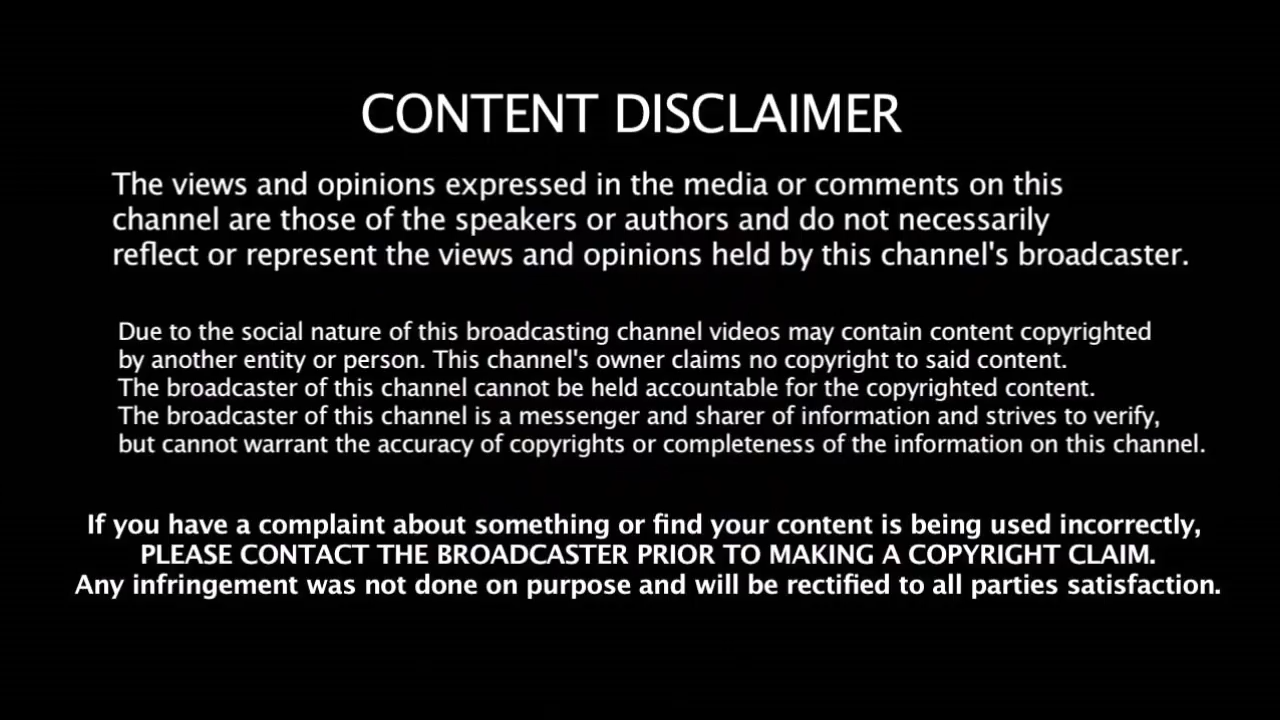 CONTENT DISCLAIMER
The views and opinions expressed in the media or comments on this
channel are those of the speakers or authors and do not necessarily
reflect or represent the views and opinions held by this channel's broadcaster.
Due to the social nature of this broadcasting channel videos may contain content copyrighted
by another entity or person. This channel's owner claims no copyright to said content.
The broadcaster of this channel cannot be held accountable for the copyrighted content.
The broadcaster of this channel is a messenger and sharer of information and strives to verify,
but cannot warrant the accuracy of copyrights or completeness of the information on this channel.
If you have a complaint about something or find your content is being used incorrectly,
PLEASE CONTACT THE BROADCASTER PRIOR TO MAKING A COPYRIGHT CLAIM.
Any infringement was not done on purpose and will be rectified to all parties satisfaction.